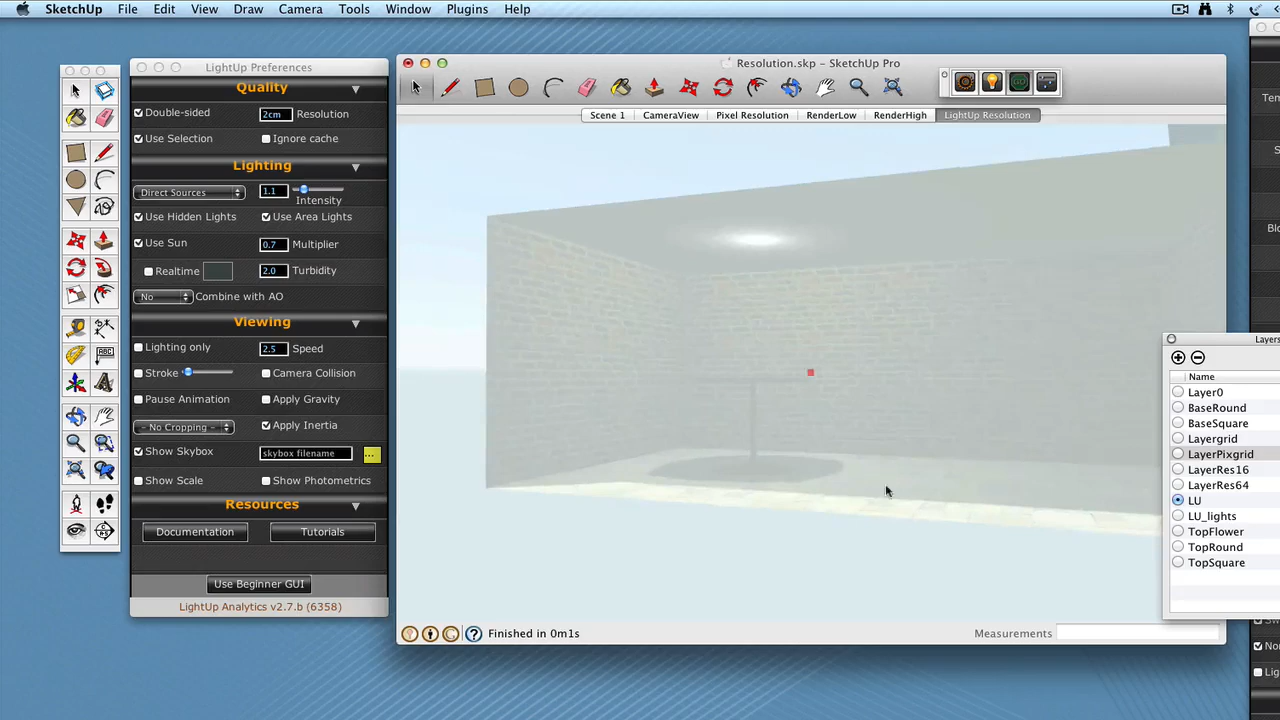 SketchUp File Edit View Draw Camera Tools Window Plugins Help
LightUp Preferences
Quality
Double-sided 2cm Resolution
Use Selection Ignore cache
Lighting
Direct Sources 1.1 Intensity
Use Hidden Lights Use Area Lights
Use Sun 0.7 Multiplier
Realtime 2.0 Turbidity
No Combine with AO
Viewing
Lighting only 2.5 Speed
Stroke Camera Collision
Pause Animation Apply Gravity
- No Cropping - Apply Inertia
Show Skybox skybox filename ...
Show Scale Show Photometrics
Resources
Documentation Tutorials
Use Beginner GUI
LightUp Analytics v2.7.b (6358)
ABC
Resolution.skp - SketchUp Pro
Scene 1 CameraView Pixel Resolution RenderLow RenderHigh LightUp Resolution
Finished in 0m1s Measurements
Layers
Name
Layer0
BaseRound
BaseSquare
Layergrid
LayerPixgrid
LayerRes16
LayerRes64
LU
LU_lights
TopFlower
TopRound
TopSquare